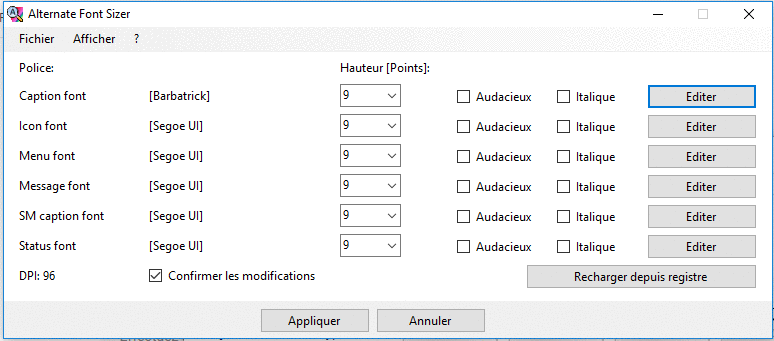 Alternate Font Sizer
Fichier Afficher ?
Police: Hauteur [Points]:
Caption font [Barbatrick] 9 Audacieux Italique Editer
Icon font [Segoe UI] 9 Audacieux Italique Editer
Menu font [Segoe UI] 9 Audacieux Italique Editer
Message font [Segoe UI] 9 Audacieux Italique Editer
SM caption font [Segoe UI] 9 Audacieux Italique Editer
Status font [Segoe UI] 9 Audacieux Italique Editer
DPI: 96 Confirmer les modifications Recharger depuis registre
Appliquer Annuler